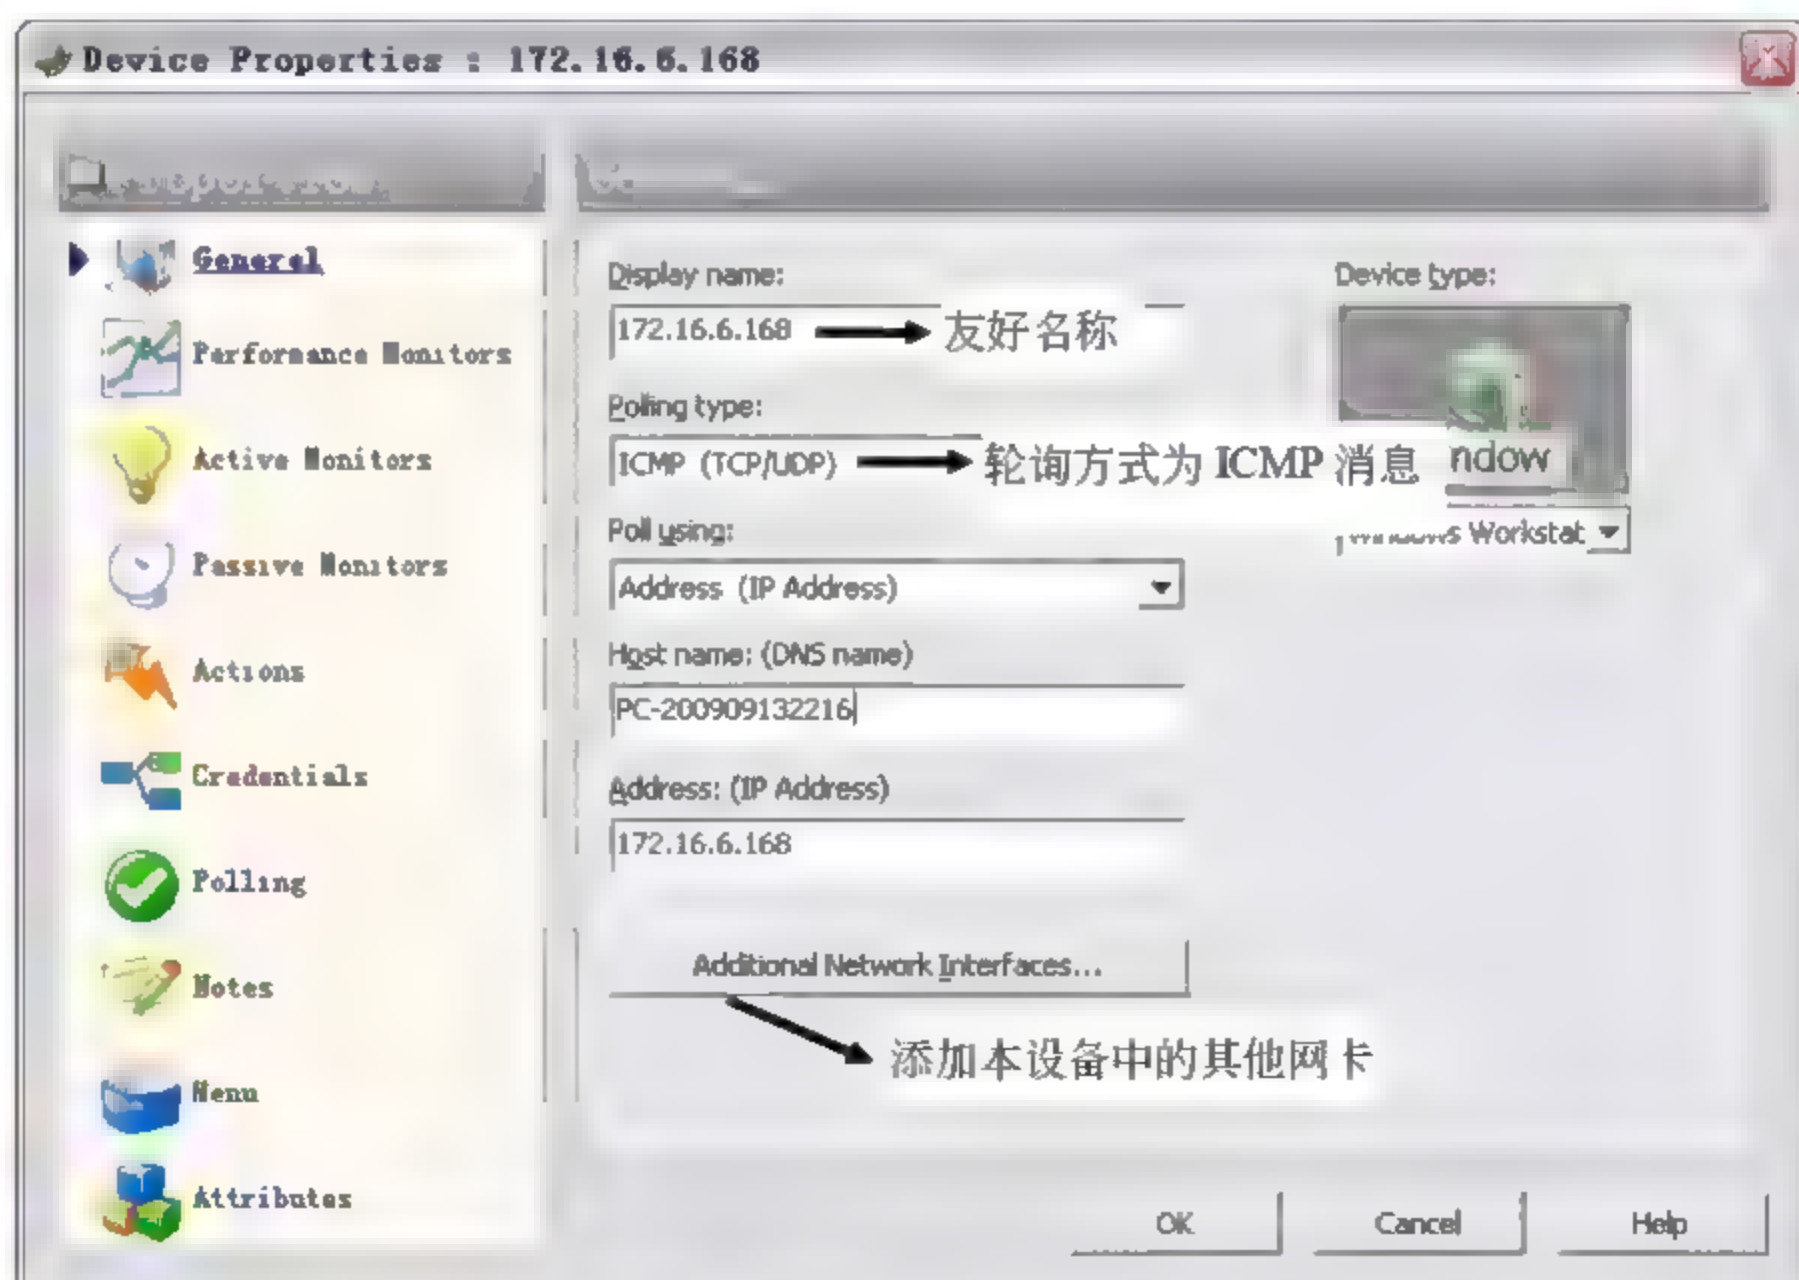 Device Properties : 172.16.6.168
General
Performance Monitors
Active Monitors
Passive Monitors
Actions
Credentials
Polling
Notes
Menu
Attributes
Display name:
172.16.6.168
友好名称
Polling type:
ICMP (TCP/UDP)
轮询方式为 ICMP 消息
Poll using:
Address (IP Address)
Host name: (DNS name)
PC-200909132216
Address: (IP Address)
172.16.6.168
Additional Network Interfaces...
添加本设备中的其他网卡
Device type:
ndow
Windows Workstat
OK
Cancel
Help